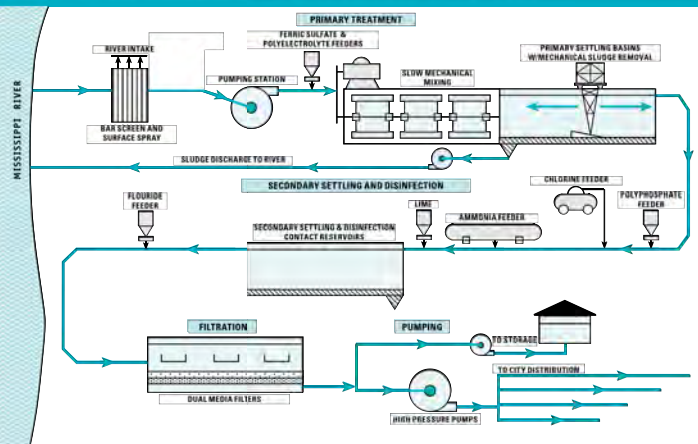 PRIMARY TREATMENT
RIVER INTAKE
FERRIC SULFATE &
POLYELECTROLYTE FEEDERS
PRIMARY SETTLING BASINS
W/MECHANICAL SLUDGE REMOVAL
PUMPING STATION
SLOW MECHANICAL
MIXING
MISSISSIPPI RIVER
BAR SCREEN AND
SURFACE SPRAY
SLUDGE DISCHARGE TO RIVER
SECONDARY SETTLING AND DISINFECTION
CHLORINE FEEDER
FLOURIDE
FEEDER
LIME
AMMONIA FEEDER
POLYPHOSPHATE
FEEDER
SECONDARY SETTLING & DISINFECTION
CONTACT RESERVOIRS
FILTRATION
PUMPING
TO STORAGE
TO CITY DISTRIBUTION
DUAL MEDIA FILTERS
HIGH PRESSURE PUMPS